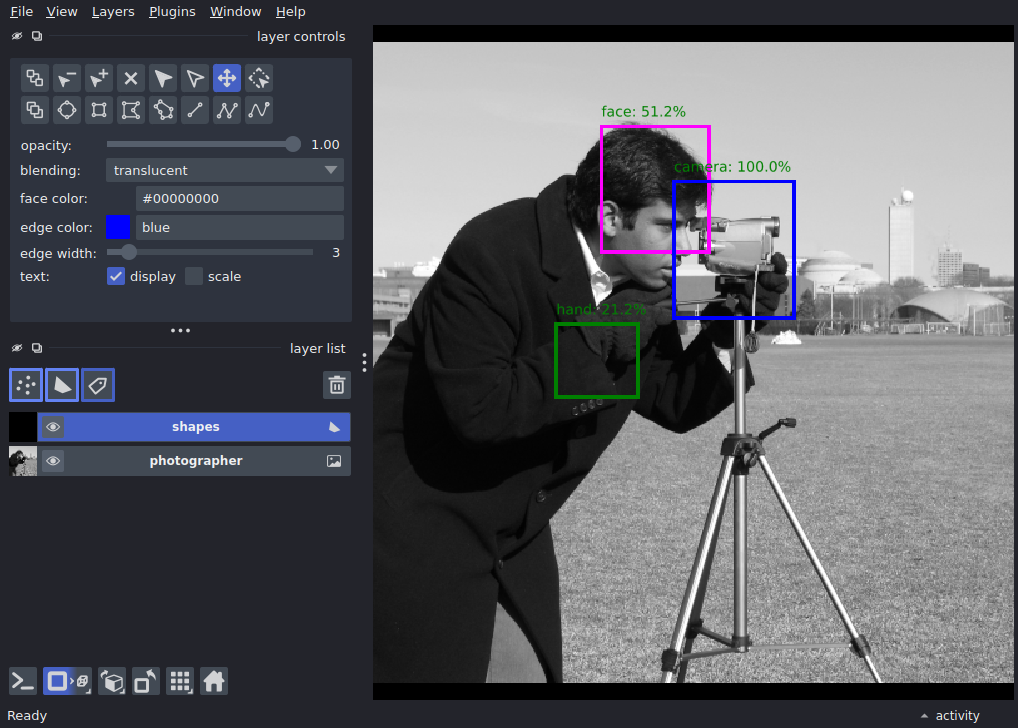 File View Layers Plugins Window Help
layer controls
opacity: 1.00
blending: translucent
face color: #00000000
edge color: blue
edge width: 3
text: display scale
layer list
shapes
photographer
Ready
activity
face: 51.2%
camera: 100.0%
hand: 21.2%